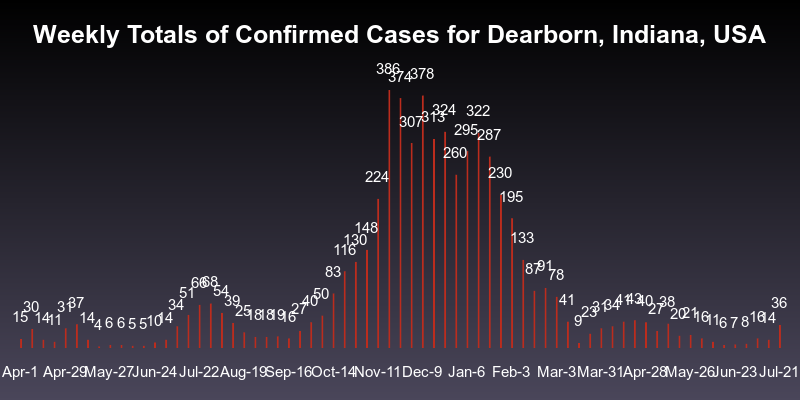 Weekly Totals of Confirmed Cases for Dearborn, Indiana, USA
15 30 14 11 31 37 14 4 6 6 5 5 10 14 34 51 66 68 54 39 25 18 18 19 16 27 40 50 83 116 130 148 224 386 374 307 378 313 324 260 295 322 287 230 195 133 87 91 78 41 9 23 31 34 41 43 40 27 38 20 21 16 11 6 7 8 16 14 36
Apr-1 Apr-29 May-27 Jun-24 Jul-22 Aug-19 Sep-16 Oct-14 Nov-11 Dec-9 Jan-6 Feb-3 Mar-3 Mar-31 Apr-28 May-26 Jun-23 Jul-21